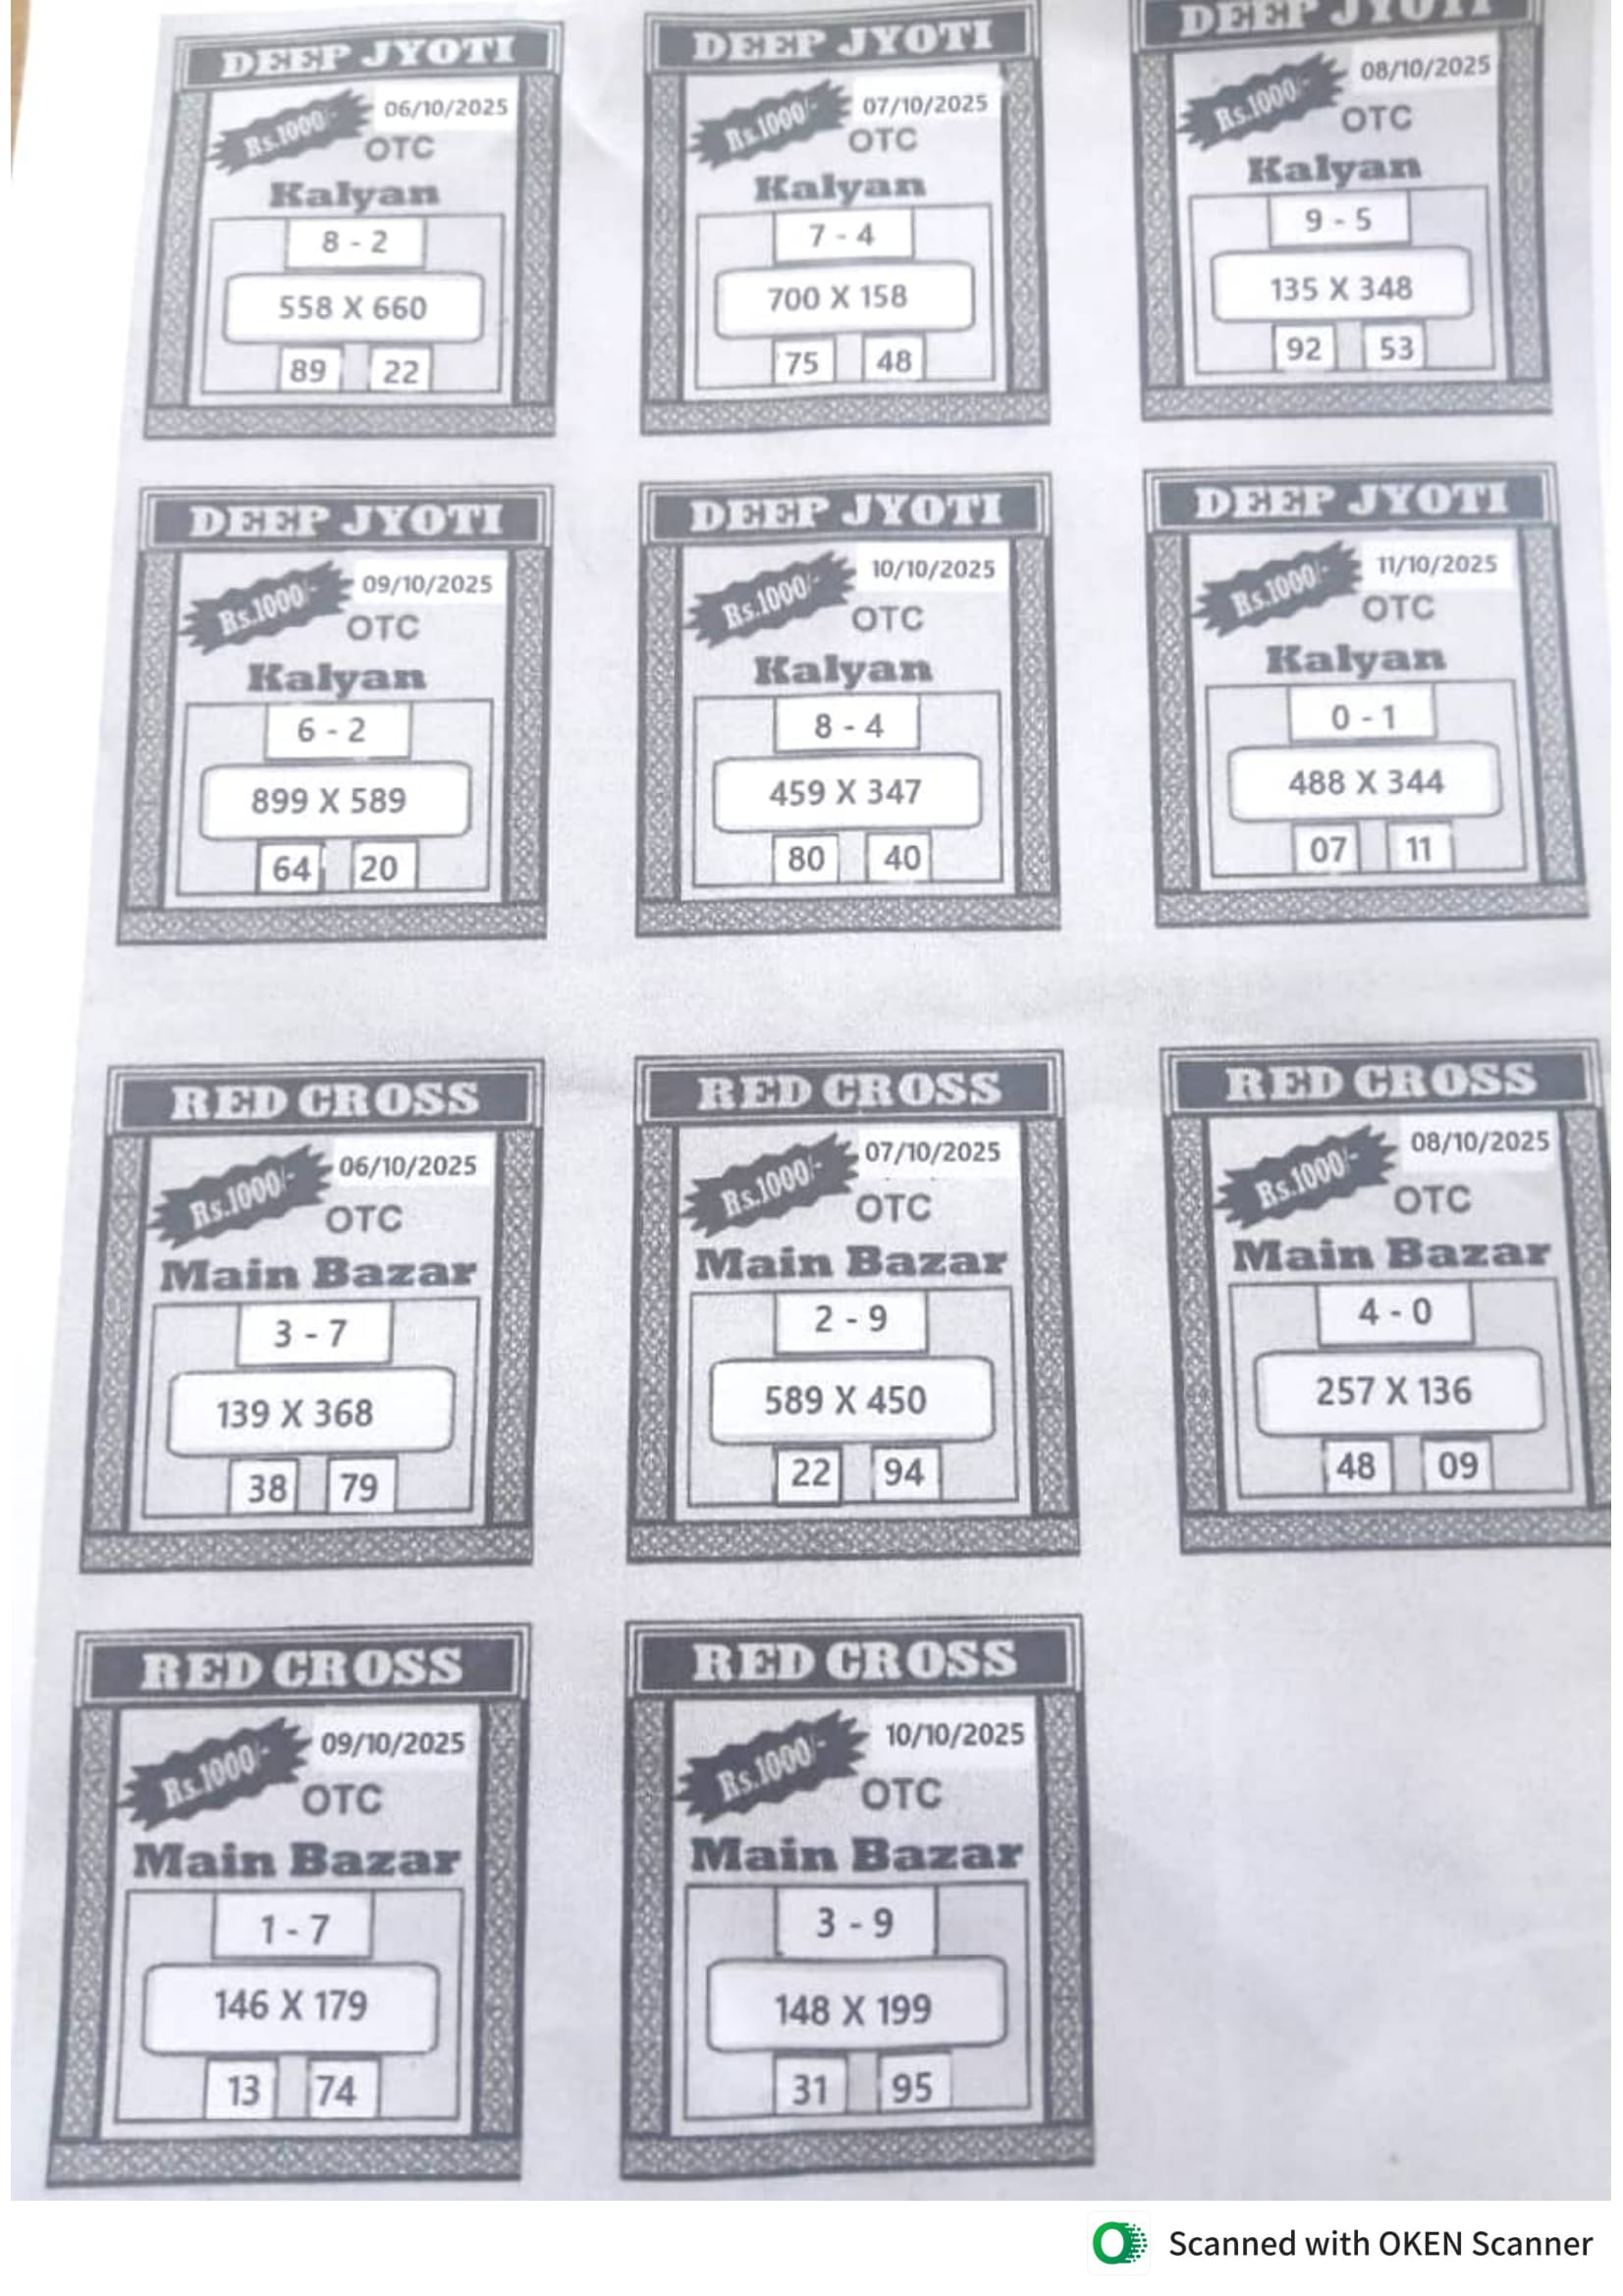 DEEP JYOTI
Rs.1000/- 06/10/2025
OTC
Kalyan
8 - 2
558 X 660
89 22
DEEP JYOTI
Rs.1000/- 07/10/2025
OTC
Kalyan
7 - 4
700 X 158
75 48
DEEP JYOTI
Rs.1000/- 08/10/2025
OTC
Kalyan
9 - 5
135 X 348
92 53
DEEP JYOTI
Rs.1000/- 09/10/2025
OTC
Kalyan
6 - 2
899 X 589
64 20
DEEP JYOTI
Rs.1000/- 10/10/2025
OTC
Kalyan
8 - 4
459 X 347
80 40
DEEP JYOTI
Rs.1000/- 11/10/2025
OTC
Kalyan
0 - 1
488 X 344
07 11
RED CROSS
Rs.1000/- 06/10/2025
OTC
Main Bazar
3 - 7
139 X 368
38 79
RED CROSS
Rs.1000/- 07/10/2025
OTC
Main Bazar
2 - 9
589 X 450
22 94
RED CROSS
Rs.1000/- 08/10/2025
OTC
Main Bazar
4 - 0
257 X 136
48 09
RED CROSS
Rs.1000/- 09/10/2025
OTC
Main Bazar
1 - 7
146 X 179
13 74
RED CROSS
Rs.1000/- 10/10/2025
OTC
Main Bazar
3 - 9
148 X 199
31 95
Scanned with OKEN Scanner